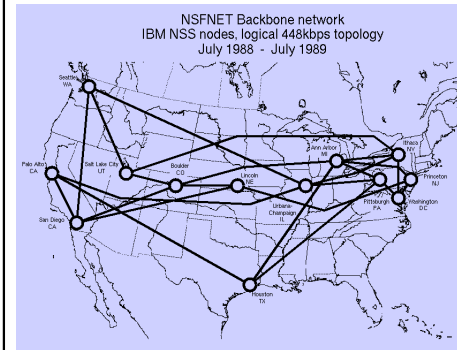 NSFNET Backbone network
IBM NSS nodes, logical 448kbps topology
July 1988 - July 1989
Seattle
WA
Palo Alto
CA
Salt Lake City
UT
Boulder
CO
Lincoln
NE
San Diego
CA
Urbana-
Champaign
IL
Ann Arbor
MI
Ithaca
NY
Princeton
NJ
Pittsburgh
PA
Washington
DC
Houston
TX